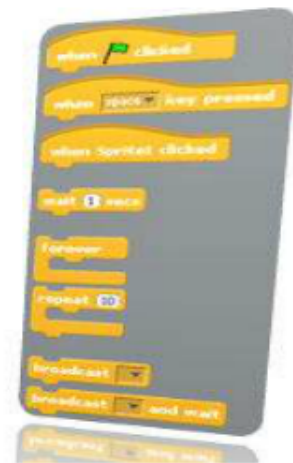 when clicked
when space key pressed
when Sprite1 clicked
wait 1 secs
forever
repeat 10
broadcast
broadcast and wait